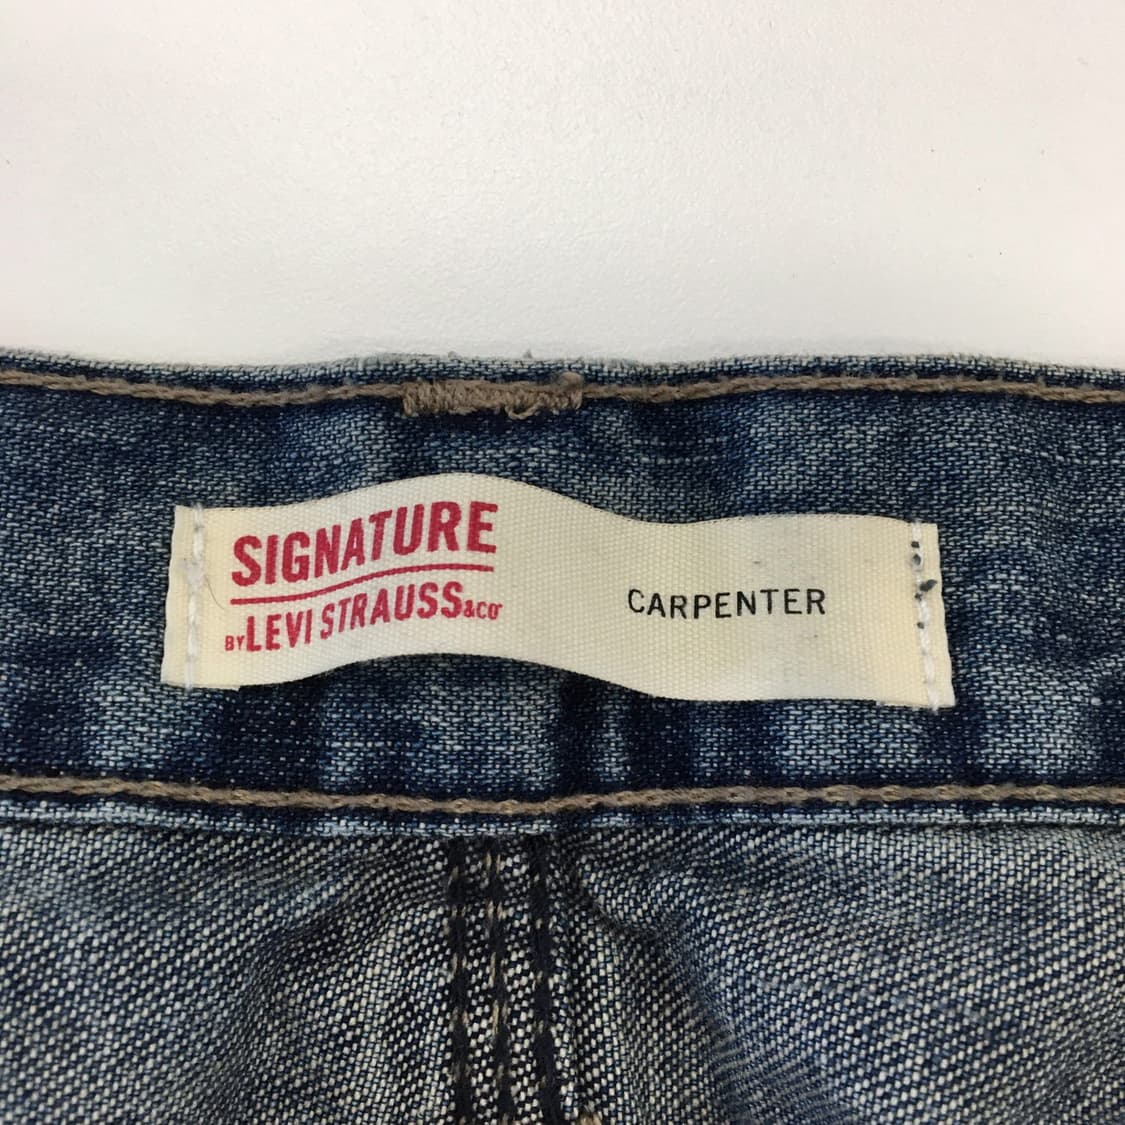 SIGNATURE
BY LEVI STRAUSS & CO
CARPENTER